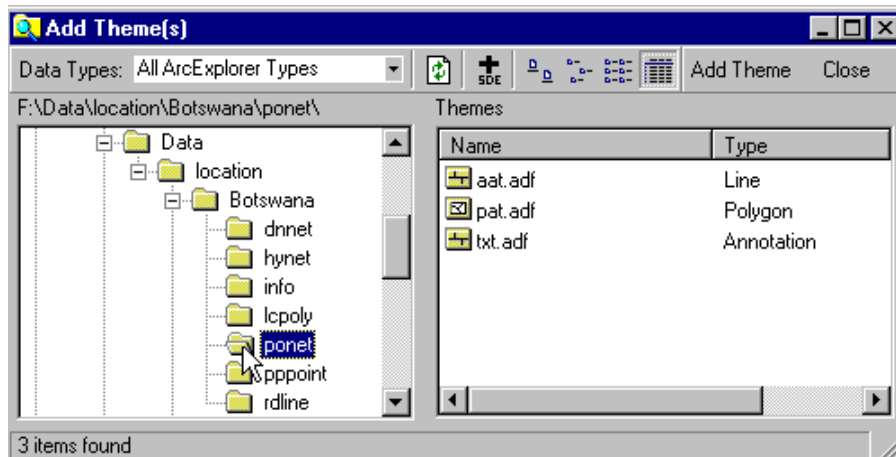 Add Theme(s)
Data Types: All ArcExplorer Types SDE Add Theme Close
F:\Data\location\Botswana\ponet\ Themes
Data
location
Botswana
dnnet
hynet
info
lcpoly
ponet
pppoint
rdline
Name Type
aat.adf Line
pat.adf Polygon
txt.adf Annotation
3 items found